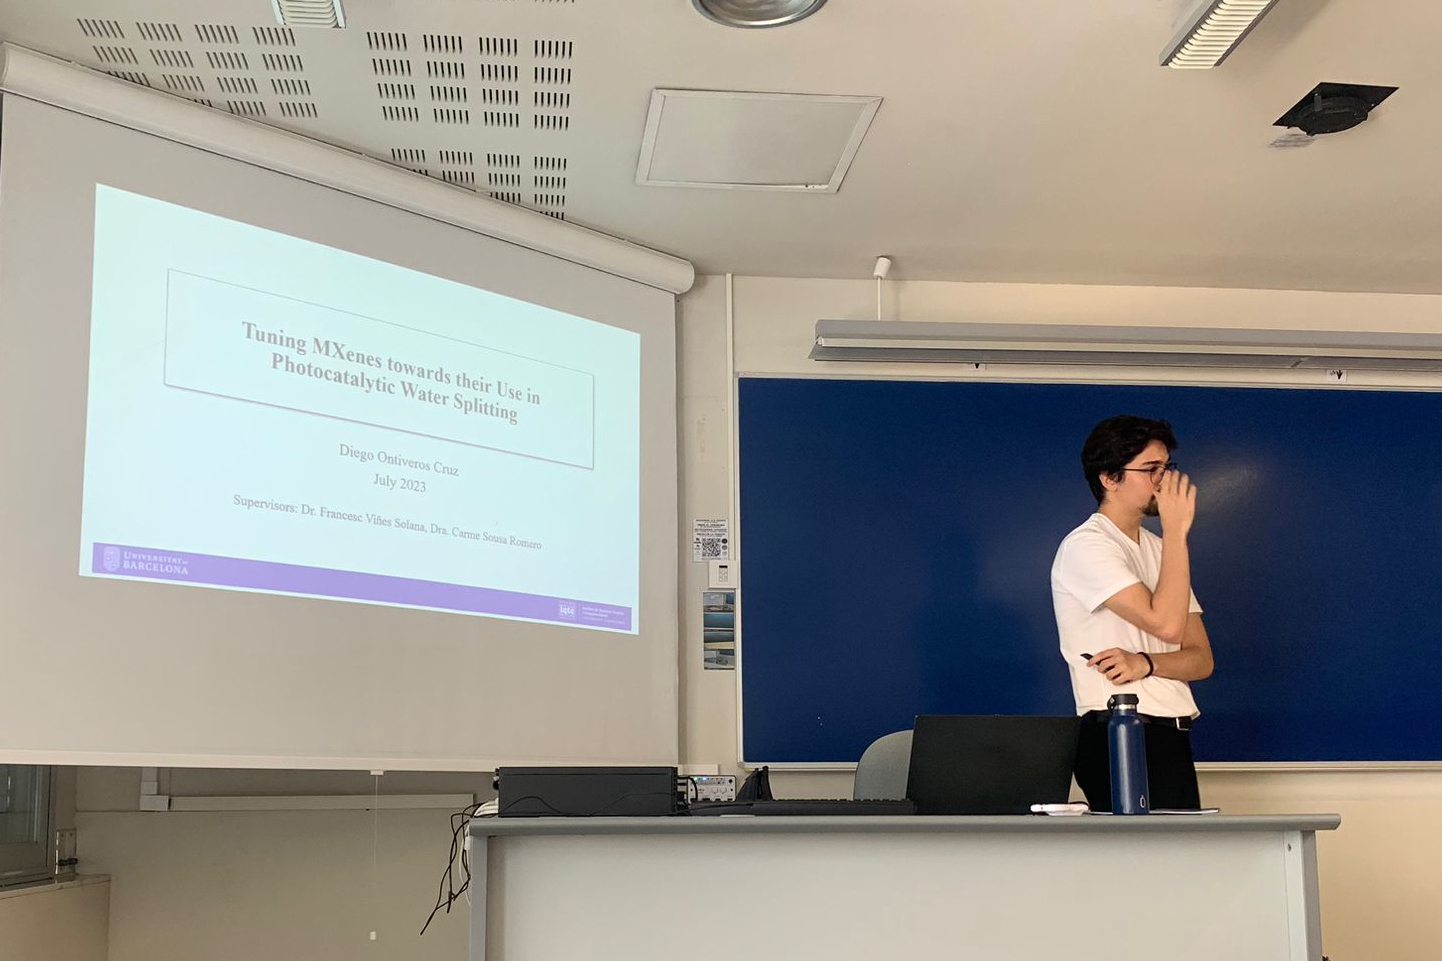 Tuning MXenes towards their Use in
Photocatalytic Water Splitting
Diego Ontiveros Cruz
July 2023
Supervisors: Dr. Francesc Viñes Solana, Dra. Carme Sousa Romero
UNIVERSITAT DE
BARCELONA
iqtc